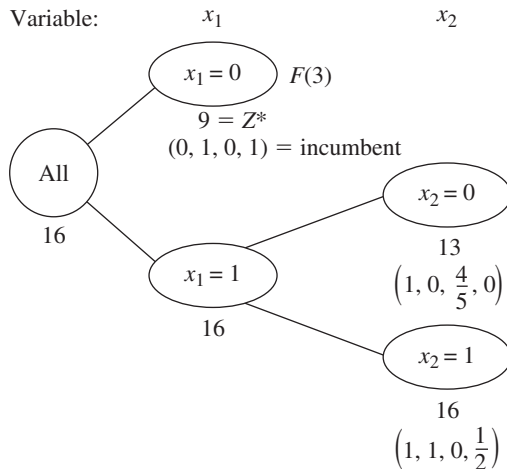 Variable: x₁ x₂
x₁ = 0 F(3)
9 = Z*
(0, 1, 0, 1) = incumbent
All
16
x₂ = 0
13
(1, 0, 4/5, 0)
x₁ = 1
16
x₂ = 1
16
(1, 1, 0, 1/2)